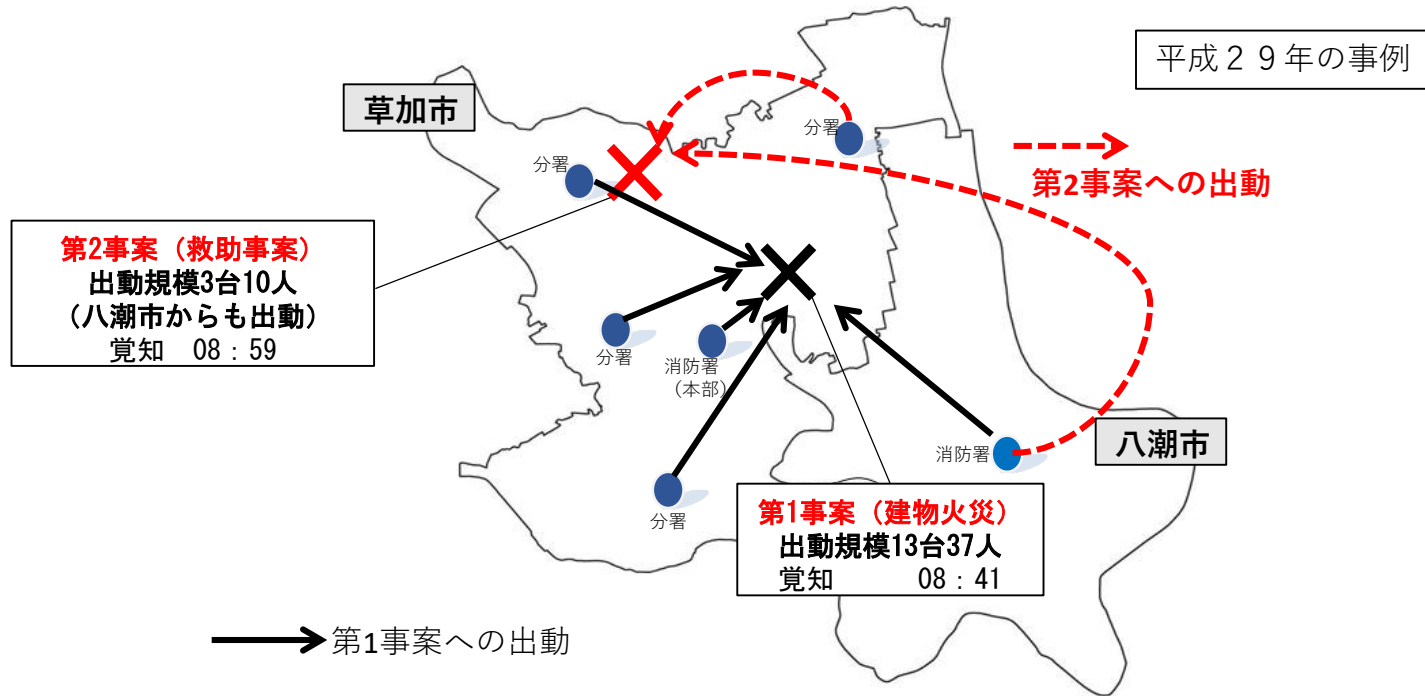 平成２９年の事例
草加市
分署
分署
第2事案への出動
第2事案（救助事案）
出動規模3台10人
（八潮市からも出動）
覚知　08：59
分署
消防署
（本部）
八潮市
消防署
分署
第1事案（建物火災）
出動規模13台37人
覚知　　　08：41
第1事案への出動